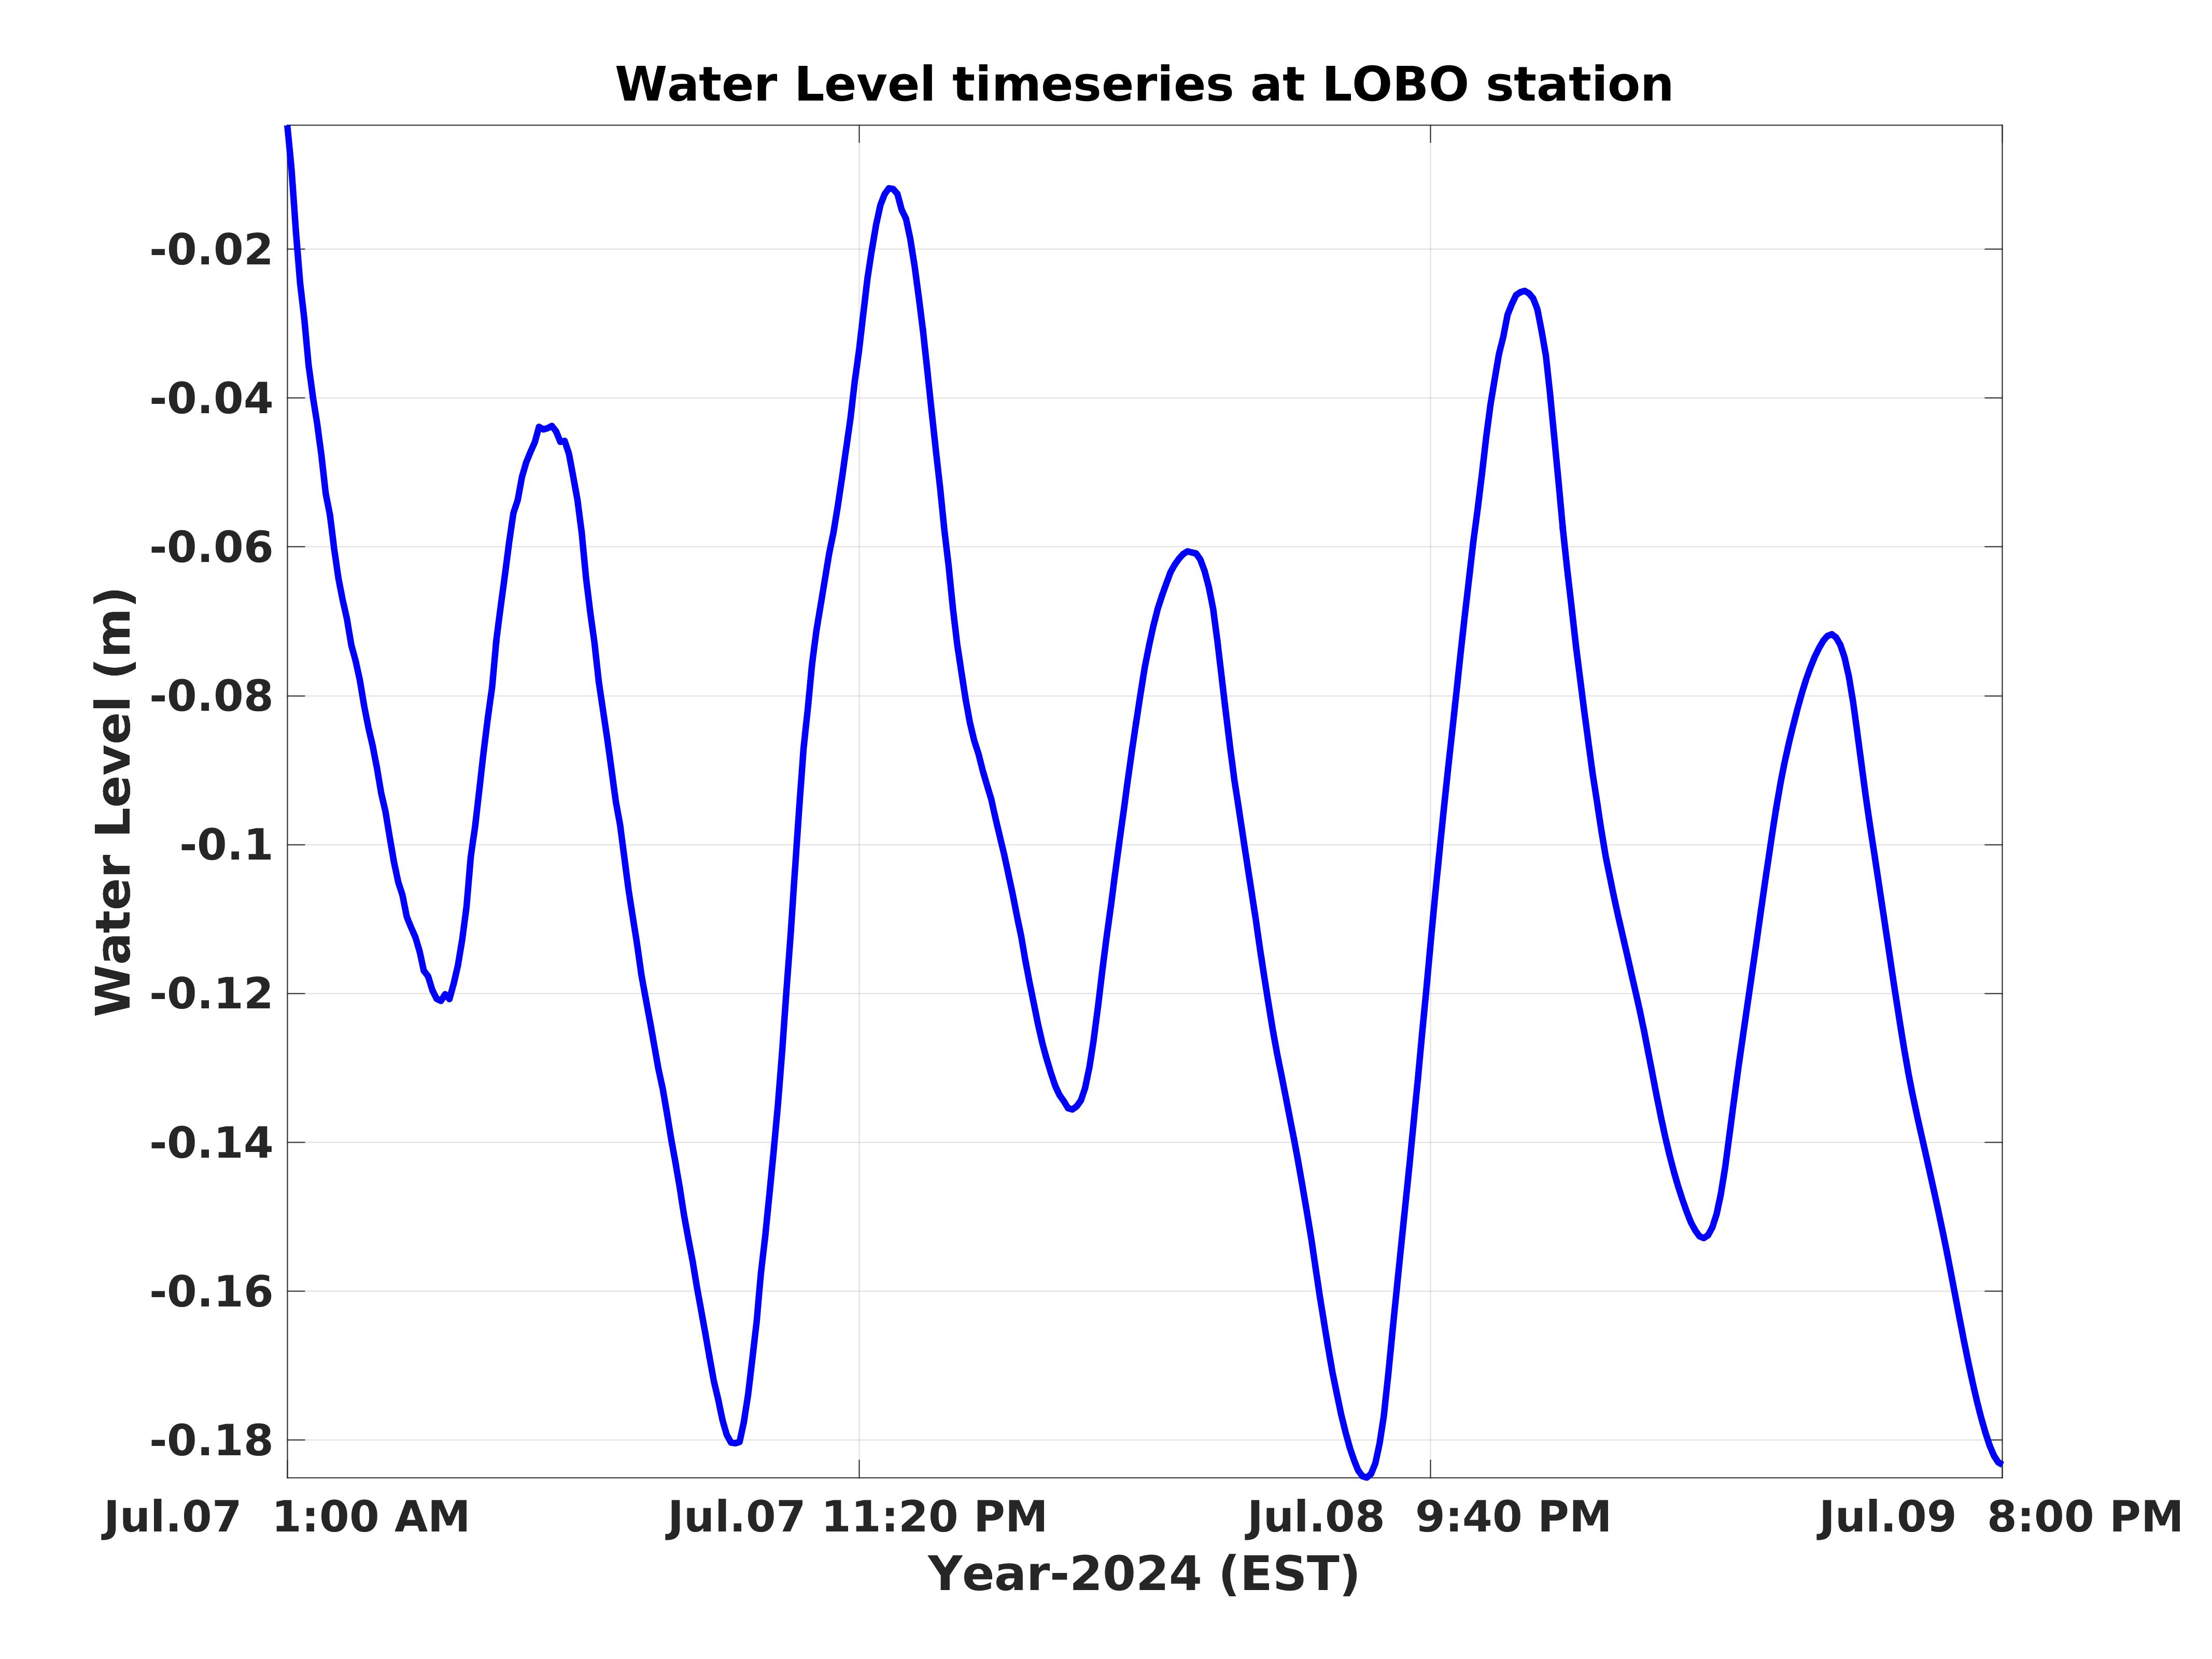 Water Level timeseries at LOBO station
Water Level (m)
-0.02
-0.04
-0.06
-0.08
-0.1
-0.12
-0.14
-0.16
-0.18
Jul.07  1:00 AM
Jul.07 11:20 PM
Jul.08  9:40 PM
Jul.09  8:00 PM
Year-2024 (EST)